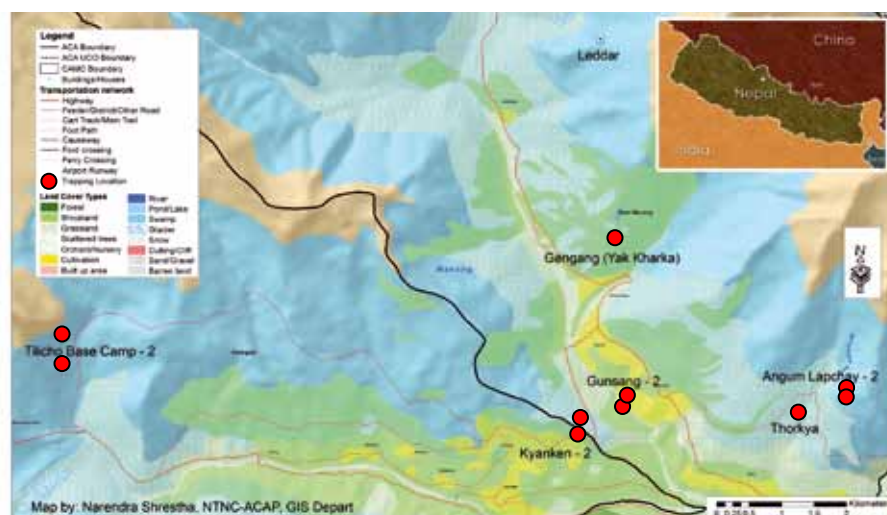 Legend
ACA Boundary
ACA UCO Boundary
CAMC Boundary
Buildings/Houses
Transportation network
Highway
Feeder/District/Other Road
Cart Track/Main Trail
Foot Path
Causeway
Ford crossing
Ferry Crossing
Airport Runway
Trapping Location
Land Cover Types
Forest
Shrubland
Grassland
Scattered trees
Orchard/Nursery
Cultivation
Built up area
River
Pond/Lake
Swamp
Glacier
Snow
Cutting/Cliff
Sand/Gravel
Barren land
Leddar
China
Nepal
India
Manang
Gengang (Yak Kharka)
Tilicho Base Camp - 2
Gunsang - 2
Angum Lapchay - 2
Thorkya
Kyanken - 2
Map by: Narendra Shrestha, NTNC-ACAP, GIS Depart
Kilometers